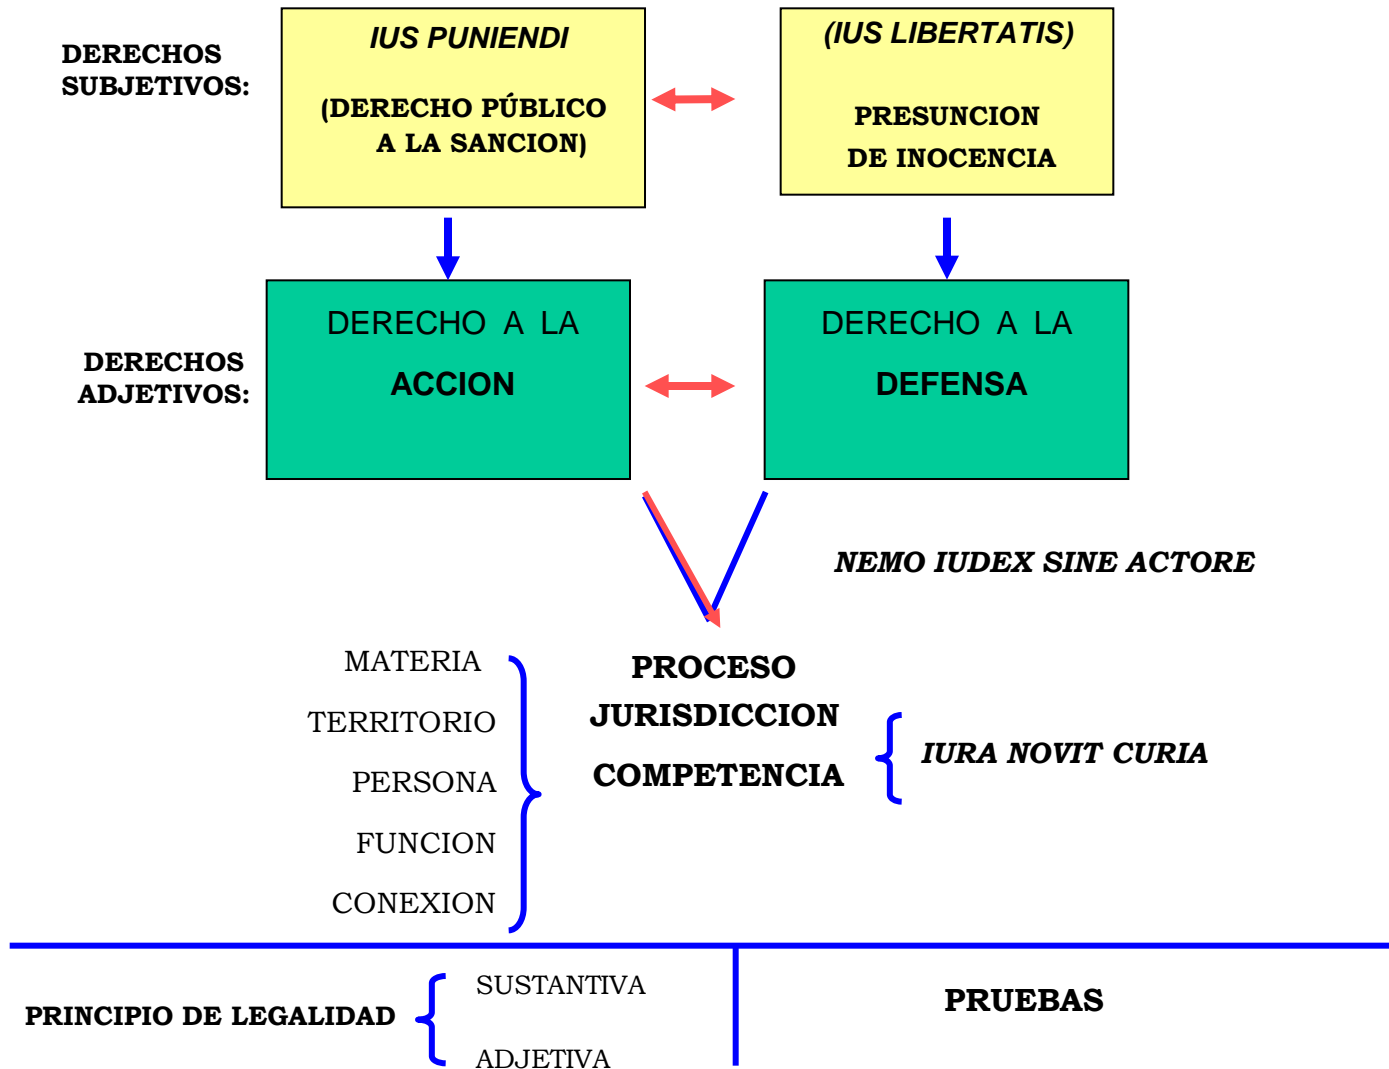 DERECHOS
SUBJETIVOS:
IUS PUNIENDI
(DERECHO PÚBLICO
A LA SANCION)
(IUS LIBERTATIS)
PRESUNCION
DE INOCENCIA
DERECHOS
ADJETIVOS:
DERECHO A LA
ACCION
DERECHO A LA
DEFENSA
NEMO IUDEX SINE ACTORE
MATERIA
TERRITORIO
PERSONA
FUNCION
CONEXION
PROCESO
JURISDICCION
COMPETENCIA
IURA NOVIT CURIA
PRINCIPIO DE LEGALIDAD
SUSTANTIVA
ADJETIVA
PRUEBAS